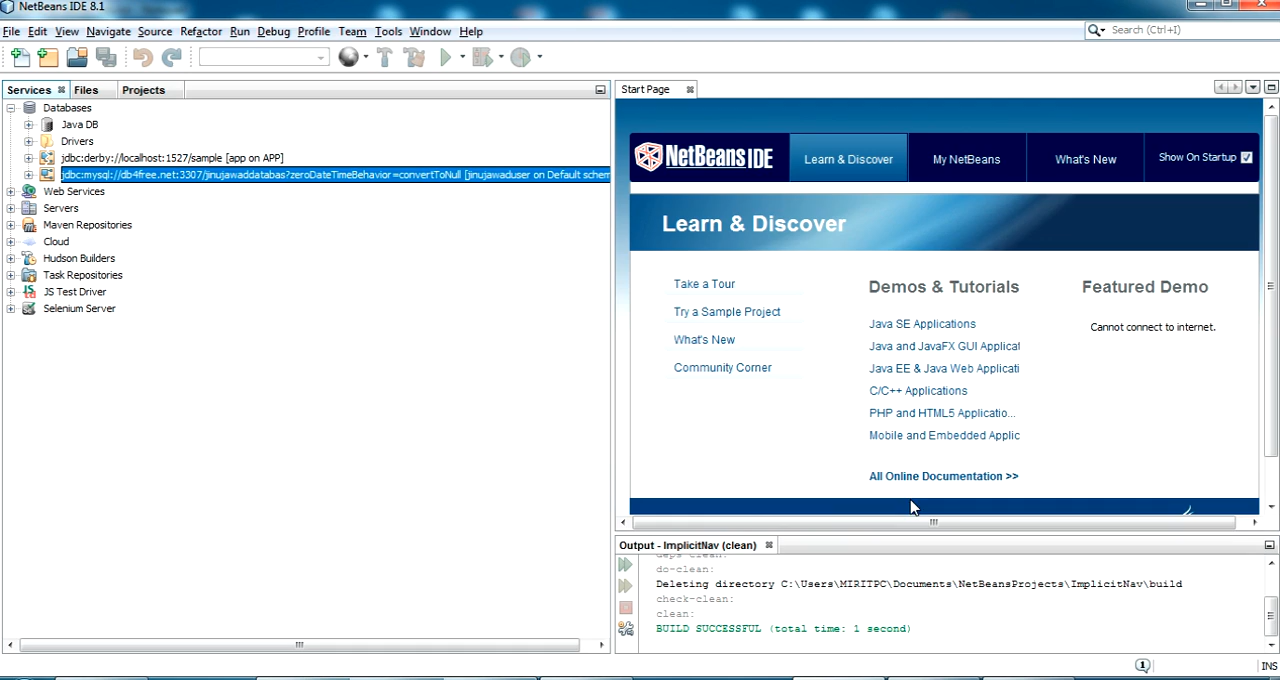 NetBeans IDE 8.1
File Edit View Navigate Source Refactor Run Debug Profile Team Tools Window Help
Search (Ctrl+I)
Services Files Projects
Start Page
Databases
Java DB
Drivers
jdbc:derby://localhost:1527/sample [app on APP]
jdbc:mysql://db4free.net:3307/jinujawaddatabas?zeroDateTimeBehavior=convertToNull [jinujawaduser on Default schem
Web Services
Servers
Maven Repositories
Cloud
Hudson Builders
Task Repositories
JS Test Driver
Selenium Server
NetBeans IDE
Learn & Discover
My NetBeans
What's New
Show On Startup
Learn & Discover
Take a Tour
Try a Sample Project
What's New
Community Corner
Demos & Tutorials
Java SE Applications
Java and JavaFX GUI Applicat
Java EE & Java Web Applicati
C/C++ Applications
PHP and HTML5 Applicatio...
Mobile and Embedded Applic
All Online Documentation >>
Featured Demo
Cannot connect to internet.
Output - ImplicitNav (clean)
deps-clean:
do-clean:
Deleting directory C:\Users\MIRITPC\Documents\NetBeansProjects\ImplicitNav\build
check-clean:
clean:
BUILD SUCCESSFUL (total time: 1 second)
1
INS